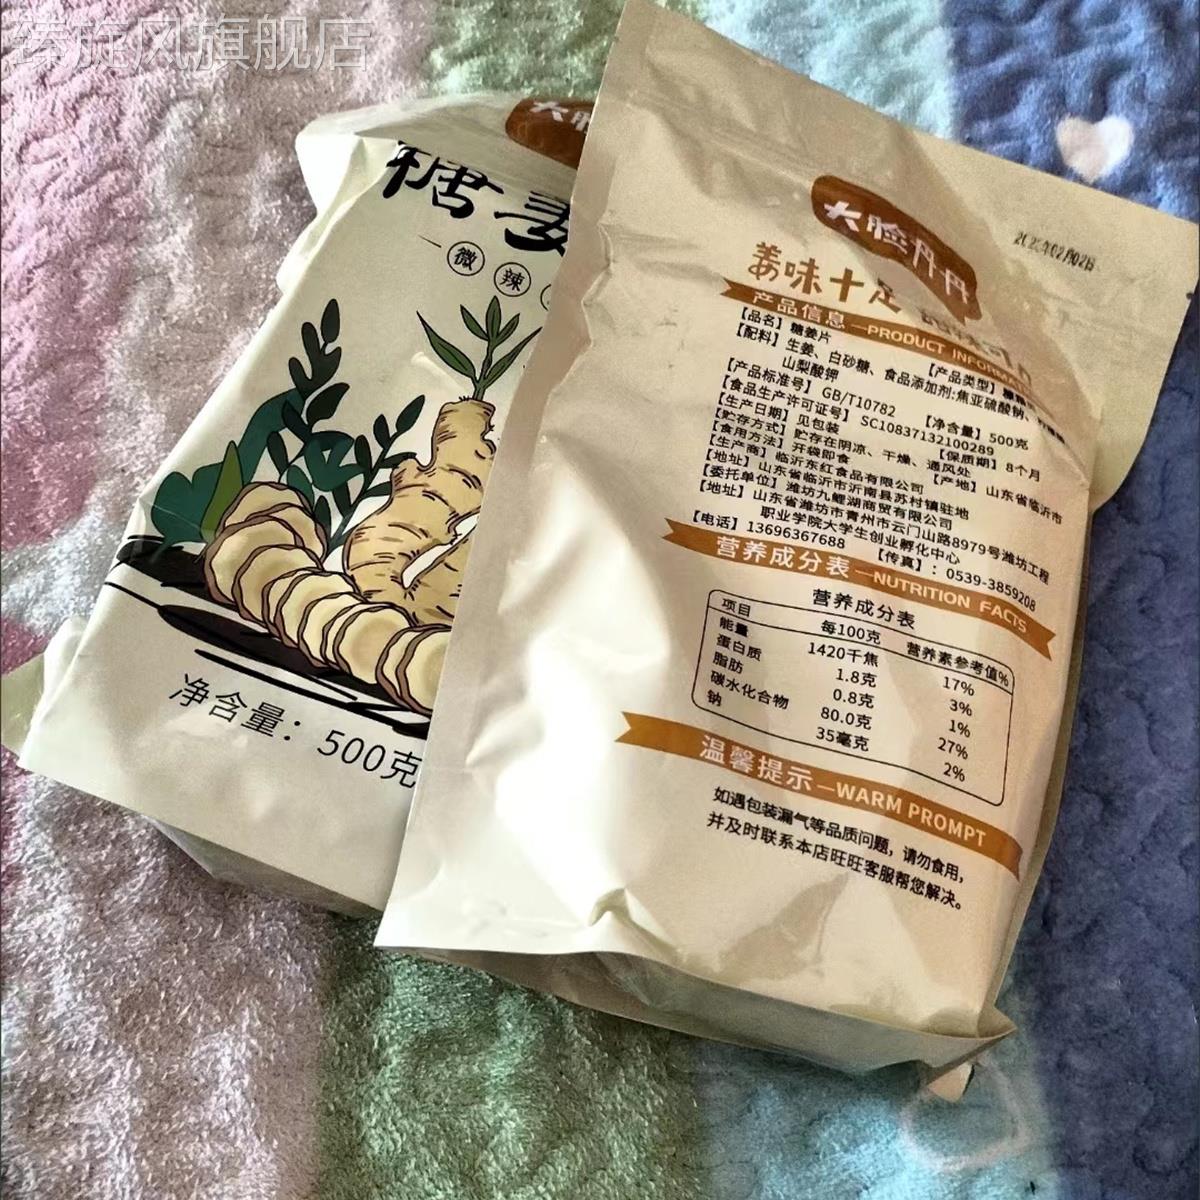 臻旋风旗舰店
大脸
糖姜
微辣
净含量：500克
大脸丹丹
姜味十足
产品信息—PRODUCT INFORMAT
【品名】糖姜片
【产品类型】
【配料】生姜、白砂糖、食品添加剂:焦亚硫酸钠、
山梨酸钾
【产品标准号】GB/T10782 【净含量】500克
【食品生产许可证号】SC10837132100289
【生产日期】见包装 【保质期】8个月
【贮存方式】贮存在阴凉、干燥、通风处
【食用方法】开袋即食 【产地】山东省临沂市
【生产商】临沂东红食品有限公司
【地址】山东省临沂市沂南县苏村镇驻地
【委托单位】潍坊九鲤湖商贸有限公司
【地址】山东省潍坊市青州市云门山路8979号潍坊工程
职业学院大学生创业孵化中心
【电话】13696367688 【传真】：0539-3859208
营养成分表—NUTRITION FACTS
营养成分表
项目 每100克 营养素参考值%
能量 1420千焦 17%
蛋白质 1.8克 3%
脂肪 0.8克 1%
碳水化合物 80.0克 27%
钠 35毫克 2%
温馨提示—WARM PROMPT
如遇包装漏气等品质问题，请勿食用，
并及时联系本店旺旺客服帮您解决。